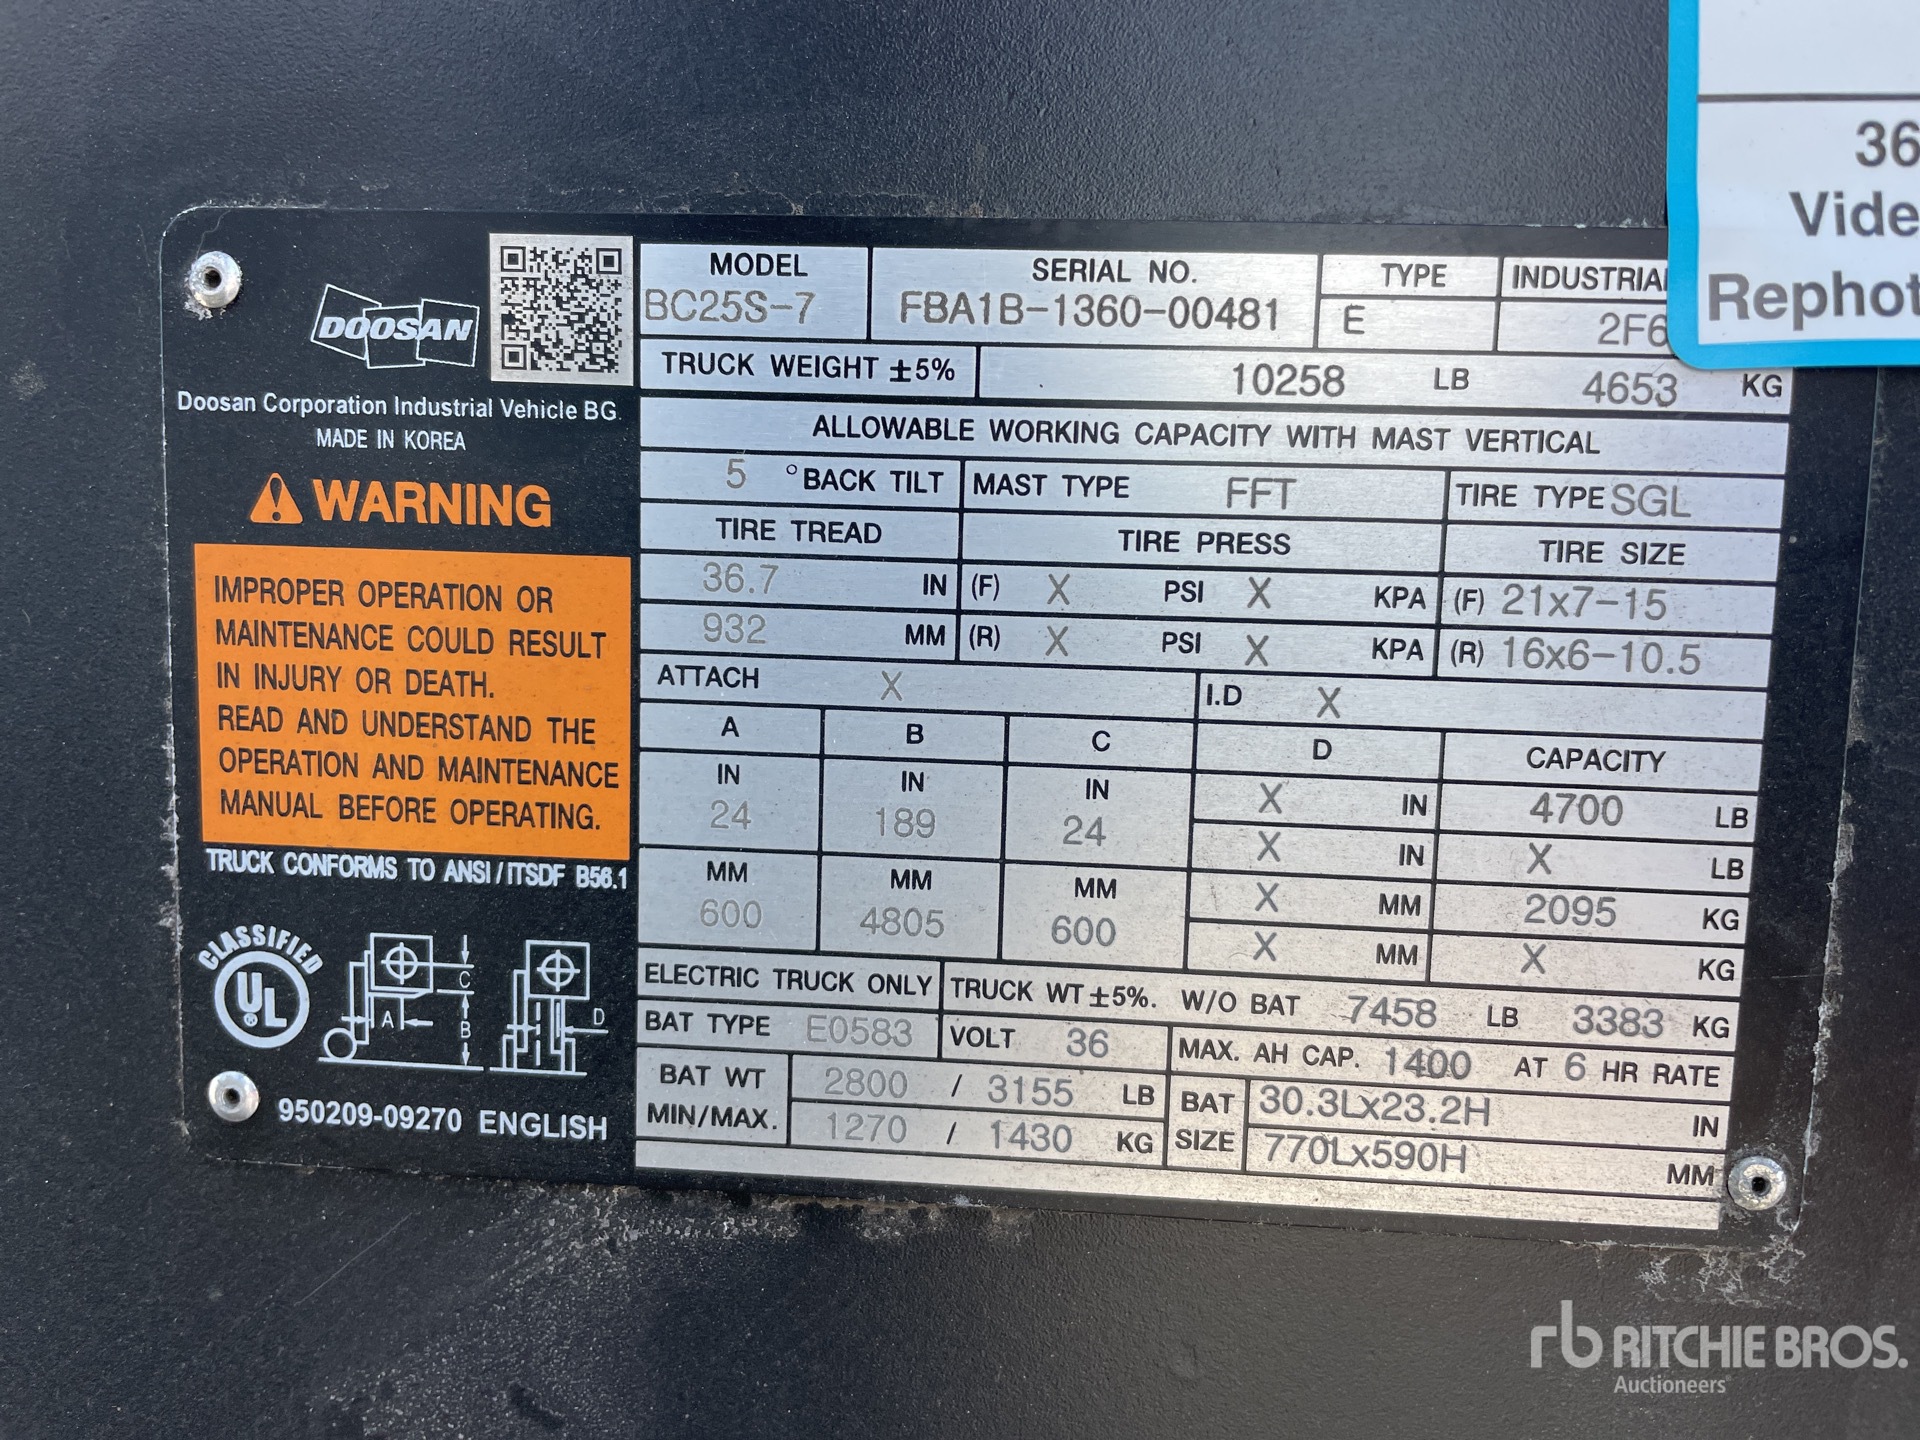 36
Vide
Rephot
DOOSAN
Doosan Corporation Industrial Vehicle BG.
MADE IN KOREA
WARNING
IMPROPER OPERATION OR
MAINTENANCE COULD RESULT
IN INJURY OR DEATH.
READ AND UNDERSTAND THE
OPERATION AND MAINTENANCE
MANUAL BEFORE OPERATING.
TRUCK CONFORMS TO ANSI/ITSDF B56.1
CLASSIFIED
UL
A B C D
950209-09270 ENGLISH
MODEL SERIAL NO. TYPE INDUSTRIAL
BC25S-7 FBA1B-1360-00481 E 2F6
TRUCK WEIGHT ±5% 10258 LB 4653 KG
ALLOWABLE WORKING CAPACITY WITH MAST VERTICAL
5 °BACK TILT MAST TYPE FFT TIRE TYPE SGL
TIRE TREAD TIRE PRESS TIRE SIZE
36.7 IN (F) X PSI X KPA (F) 21x7-15
932 MM (R) X PSI X KPA (R) 16x6-10.5
ATTACH X I.D X
A B C D CAPACITY
IN IN IN X IN 4700 LB
24 189 24 X IN X LB
MM MM MM X MM 2095 KG
600 4805 600 X MM X KG
ELECTRIC TRUCK ONLY TRUCK WT ±5%. W/O BAT 7458 LB 3383 KG
BAT TYPE E0583 VOLT 36 MAX. AH CAP. 1400 AT 6 HR RATE
BAT WT 2800 / 3155 LB BAT 30.3Lx23.2H IN
MIN/MAX. 1270 / 1430 KG SIZE 770Lx590H MM
rb RITCHIE BROS.
Auctioneers